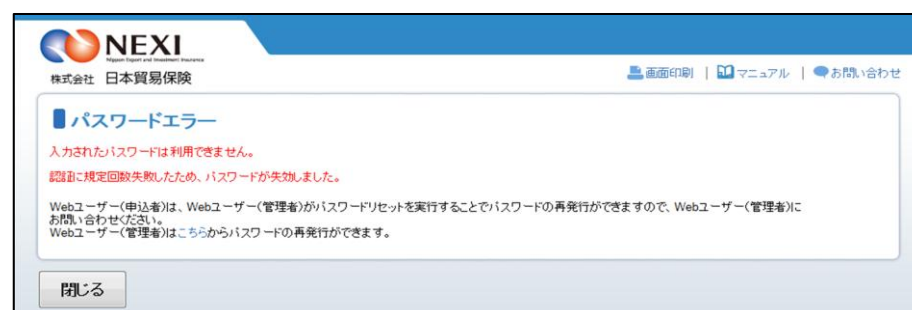 NEXI
Nippon Export and Investment Insurance
株式会社 日本貿易保険
画面印刷 | マニュアル | お問い合わせ
パスワードエラー
入力されたパスワードは利用できません。
認証に規定回数失敗したため、パスワードが失効しました。
Webユーザー(申込者)は、Webユーザー(管理者)がパスワードリセットを実行することでパスワードの再発行ができますので、Webユーザー(管理者)に
お問い合わせください。
Webユーザー(管理者)はこちらからパスワードの再発行ができます。
閉じる